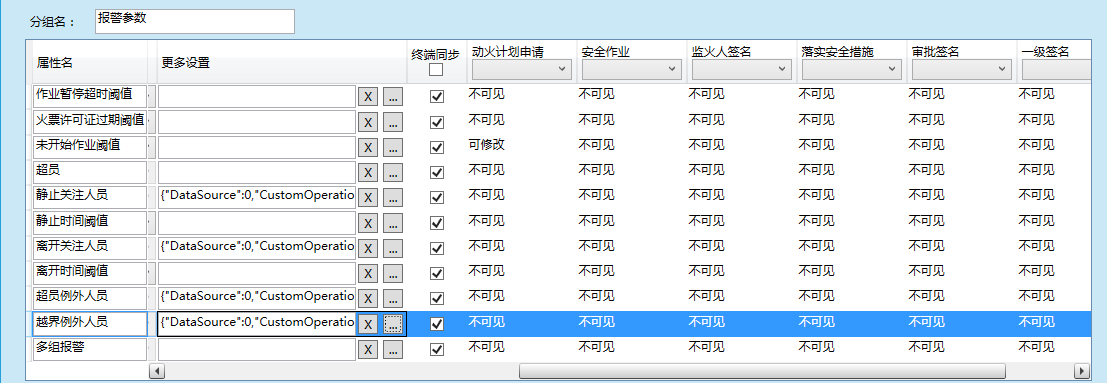 分组名： 报警参数
属性名 更多设置 终端同步 动火计划申请 安全作业 监火人签名 落实安全措施 审批签名 一级签名
作业暂停超时阈值 X ... 不可见 不可见 不可见 不可见 不可见 不可见
火票许可证过期阈值 X ... 不可见 不可见 不可见 不可见 不可见 不可见
未开始作业阈值 X ... 可修改 不可见 不可见 不可见 不可见 不可见
超员 X ... 不可见 不可见 不可见 不可见 不可见 不可见
静止关注人员 {"DataSource":0,"CustomOperatio X ... 不可见 不可见 不可见 不可见 不可见 不可见
静止时间阈值 X ... 不可见 不可见 不可见 不可见 不可见 不可见
离开关注人员 {"DataSource":0,"CustomOperatio X ... 不可见 不可见 不可见 不可见 不可见 不可见
离开时间阈值 X ... 不可见 不可见 不可见 不可见 不可见 不可见
超员例外人员 {"DataSource":0,"CustomOperatio X ... 不可见 不可见 不可见 不可见 不可见 不可见
越界例外人员 {"DataSource":0,"CustomOperatio X ... 不可见 不可见 不可见 不可见 不可见 不可见
多组报警 X ... 不可见 不可见 不可见 不可见 不可见 不可见